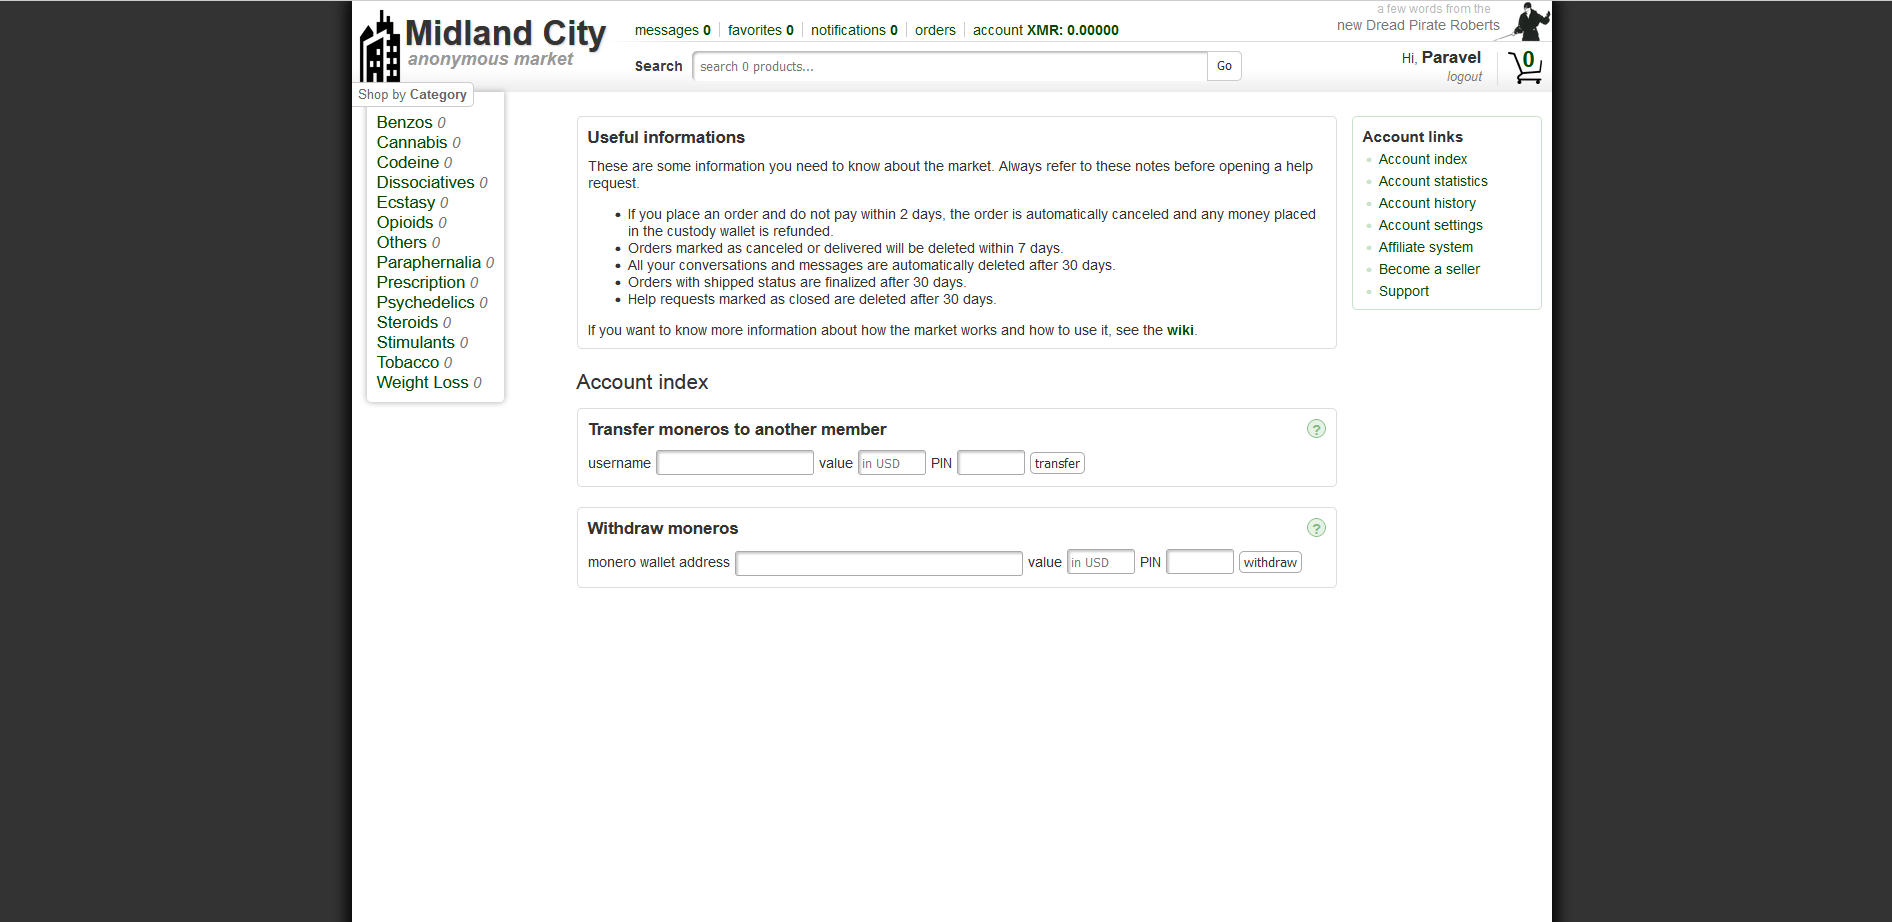 Midland City
anonymous market
messages 0 favorites 0 notifications 0 orders account XMR: 0.00000
a few words from the
new Dread Pirate Roberts
Search search 0 products... Go
Hi, Paravel
logout
0
Shop by Category
Benzos 0
Cannabis 0
Codeine 0
Dissociatives 0
Ecstasy 0
Opioids 0
Others 0
Paraphernalia 0
Prescription 0
Psychedelics 0
Steroids 0
Stimulants 0
Tobacco 0
Weight Loss 0
Useful informations
These are some information you need to know about the market. Always refer to these notes before opening a help
request.
If you place an order and do not pay within 2 days, the order is automatically canceled and any money placed
in the custody wallet is refunded.
Orders marked as canceled or delivered will be deleted within 7 days.
All your conversations and messages are automatically deleted after 30 days.
Orders with shipped status are finalized after 30 days.
Help requests marked as closed are deleted after 30 days.
If you want to know more information about how the market works and how to use it, see the wiki.
Account index
Transfer moneros to another member
?
username value in USD PIN transfer
Withdraw moneros
?
monero wallet address value in USD PIN withdraw
Account links
Account index
Account statistics
Account history
Account settings
Affiliate system
Become a seller
Support